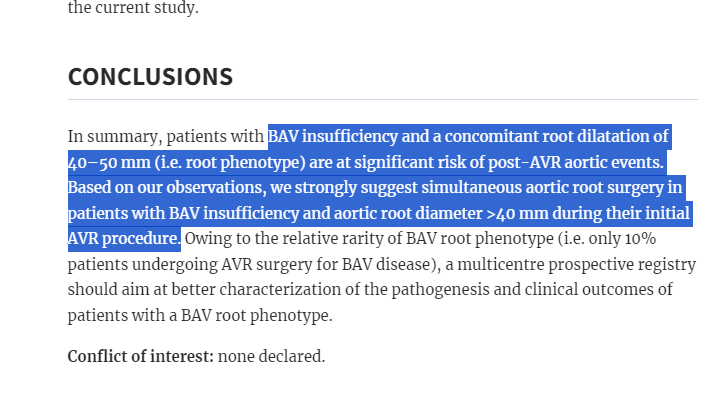 the current study.
CONCLUSIONS
In summary, patients with BAV insufficiency and a concomitant root dilatation of
40–50 mm (i.e. root phenotype) are at significant risk of post-AVR aortic events.
Based on our observations, we strongly suggest simultaneous aortic root surgery in
patients with BAV insufficiency and aortic root diameter >40 mm during their initial
AVR procedure. Owing to the relative rarity of BAV root phenotype (i.e. only 10%
patients undergoing AVR surgery for BAV disease), a multicentre prospective registry
should aim at better characterization of the pathogenesis and clinical outcomes of
patients with a BAV root phenotype.
Conflict of interest: none declared.